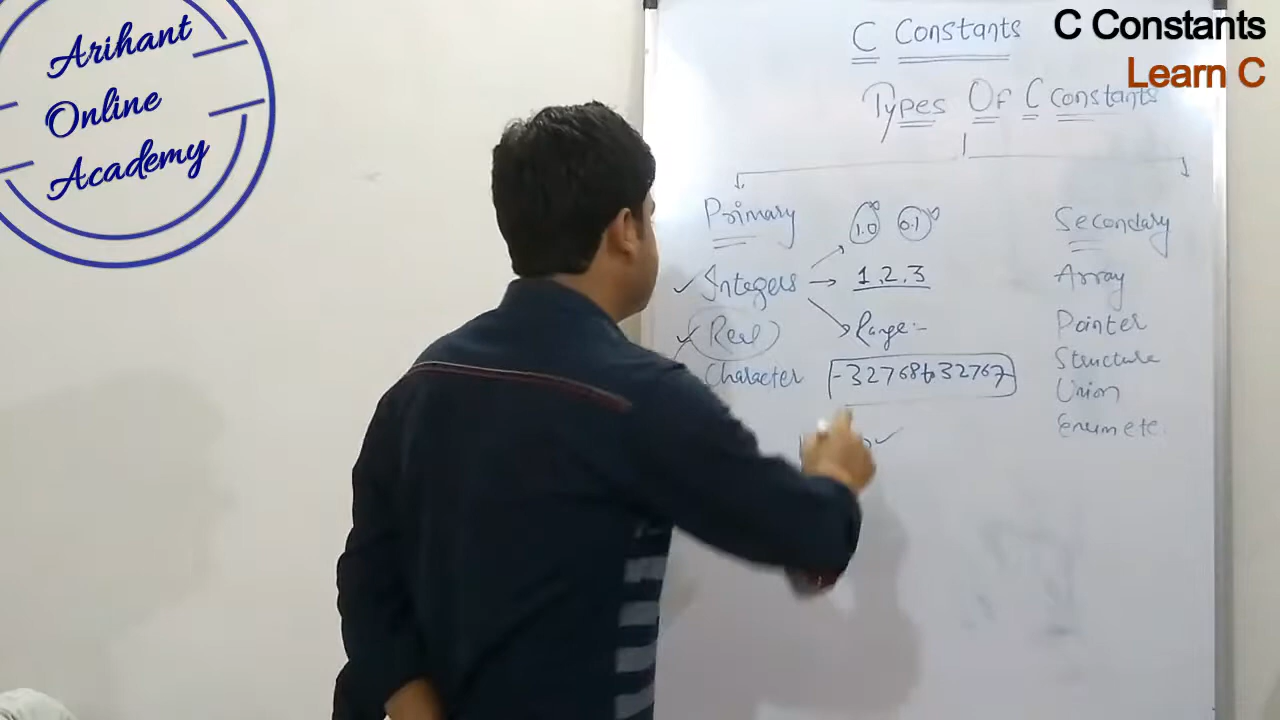 Arihant
Online
Academy
C Constants
Learn C
C Constants
Types Of C Constants
Primary
1.0 0.1
Integers
1, 2, 3
Real
Range:-
Character
-32768 to 32767
Secondary
Array
Pointer
Structure
Union
Enumete